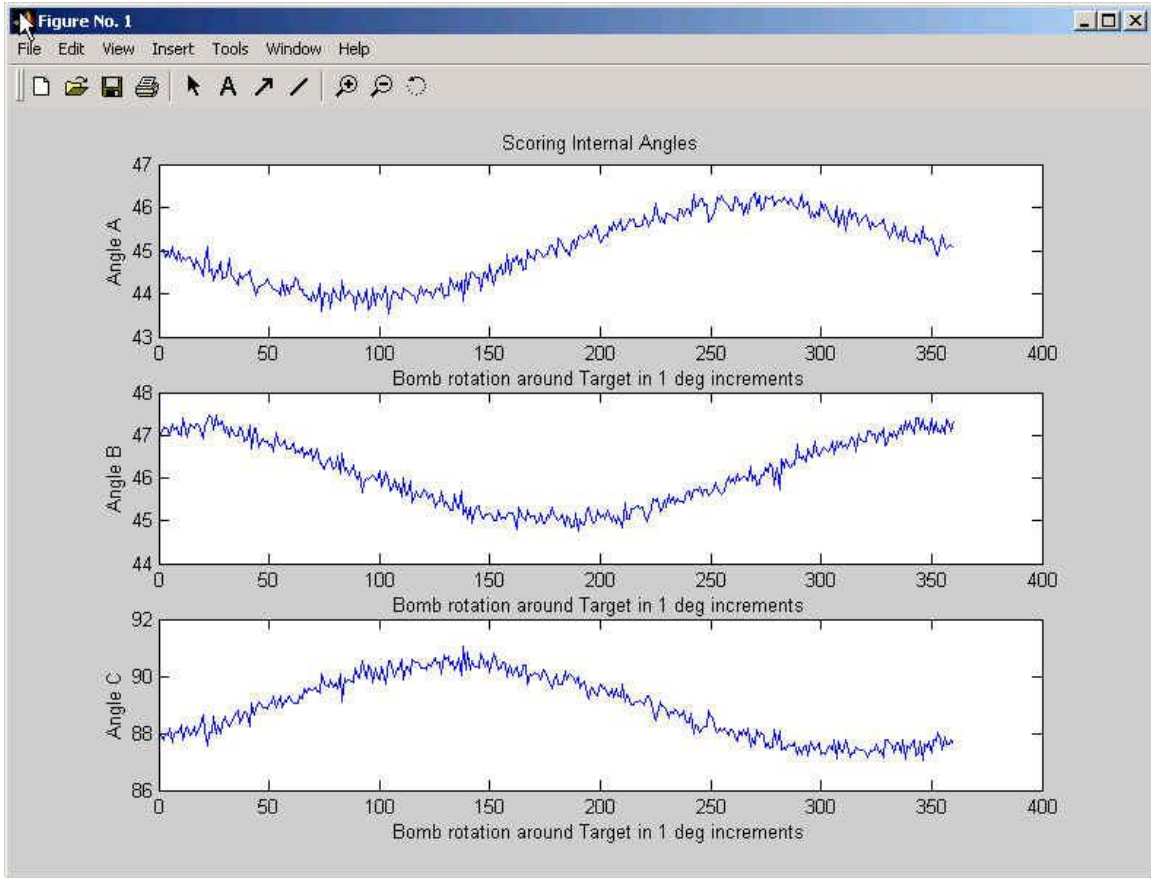 Figure No. 1
File Edit View Insert Tools Window Help
A
Scoring Internal Angles
47
46
45
44
43
Angle A
0 50 100 150 200 250 300 350 400
Bomb rotation around Target in 1 deg increments
48
47
46
45
44
Angle B
0 50 100 150 200 250 300 350 400
Bomb rotation around Target in 1 deg increments
92
90
88
86
Angle C
0 50 100 150 200 250 300 350 400
Bomb rotation around Target in 1 deg increments